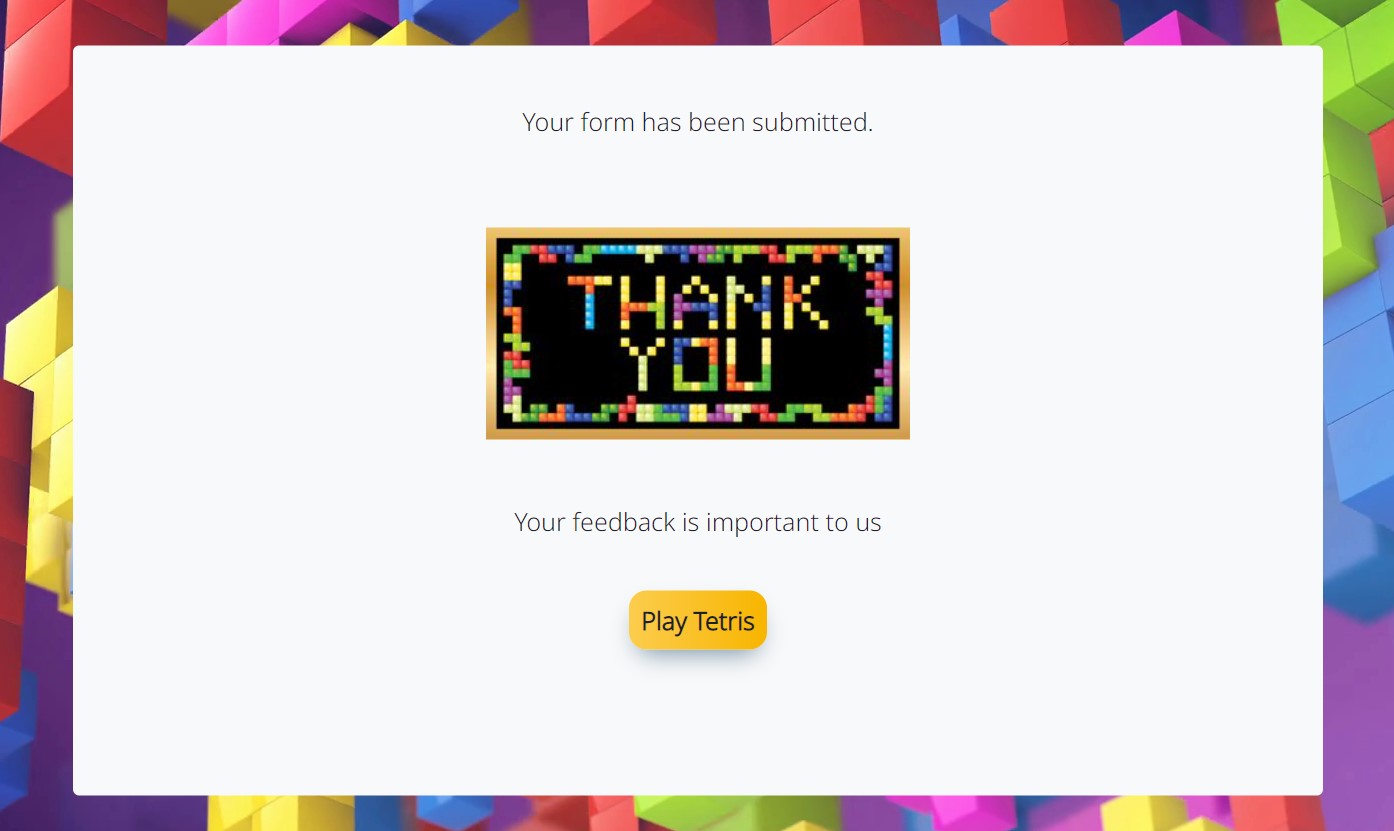 Your form has been submitted.
THANK
YOU
Your feedback is important to us
Play Tetris